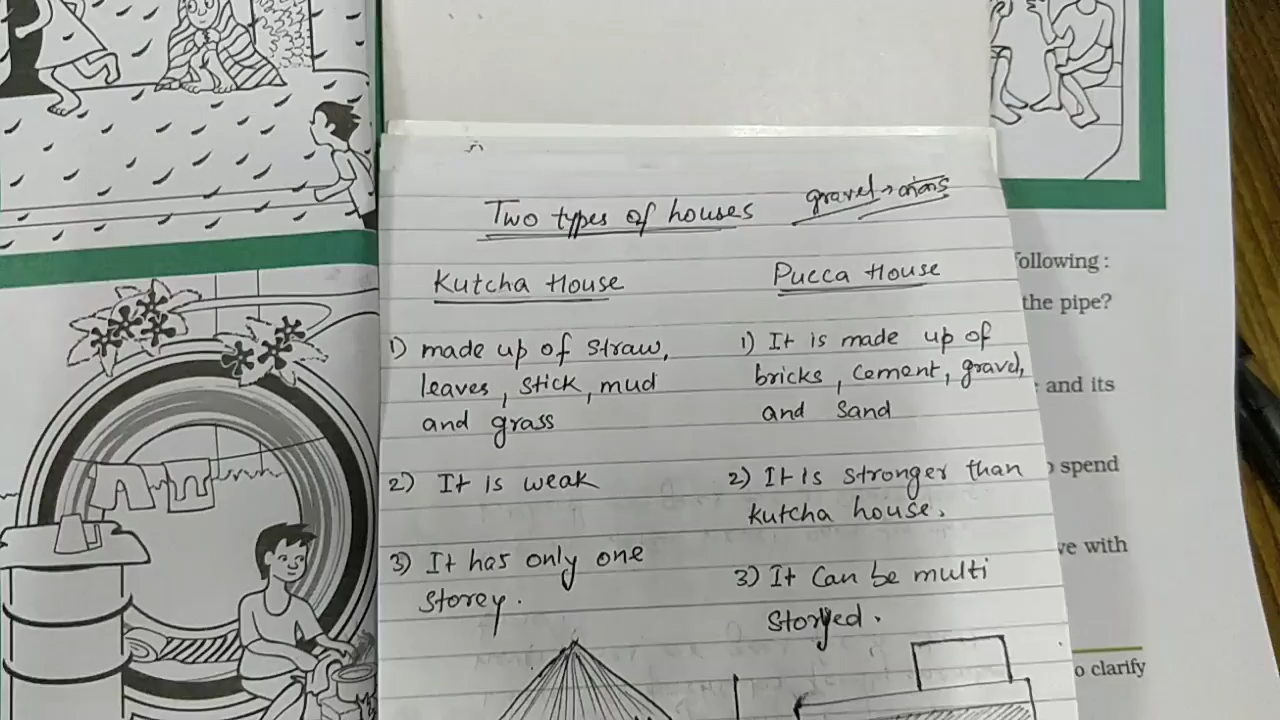 Two types of houses
gravel →
Kutcha House
1) made up of straw,
leaves, stick, mud
and grass
2) It is weak
3) It has only one
storey.
Pucca House
1) It is made up of
bricks, cement, gravel,
and sand
2) It is stronger than
kutcha house.
3) It can be multi
storyed.
ollowing :
the pipe?
and its
spend
ve with
o clarify